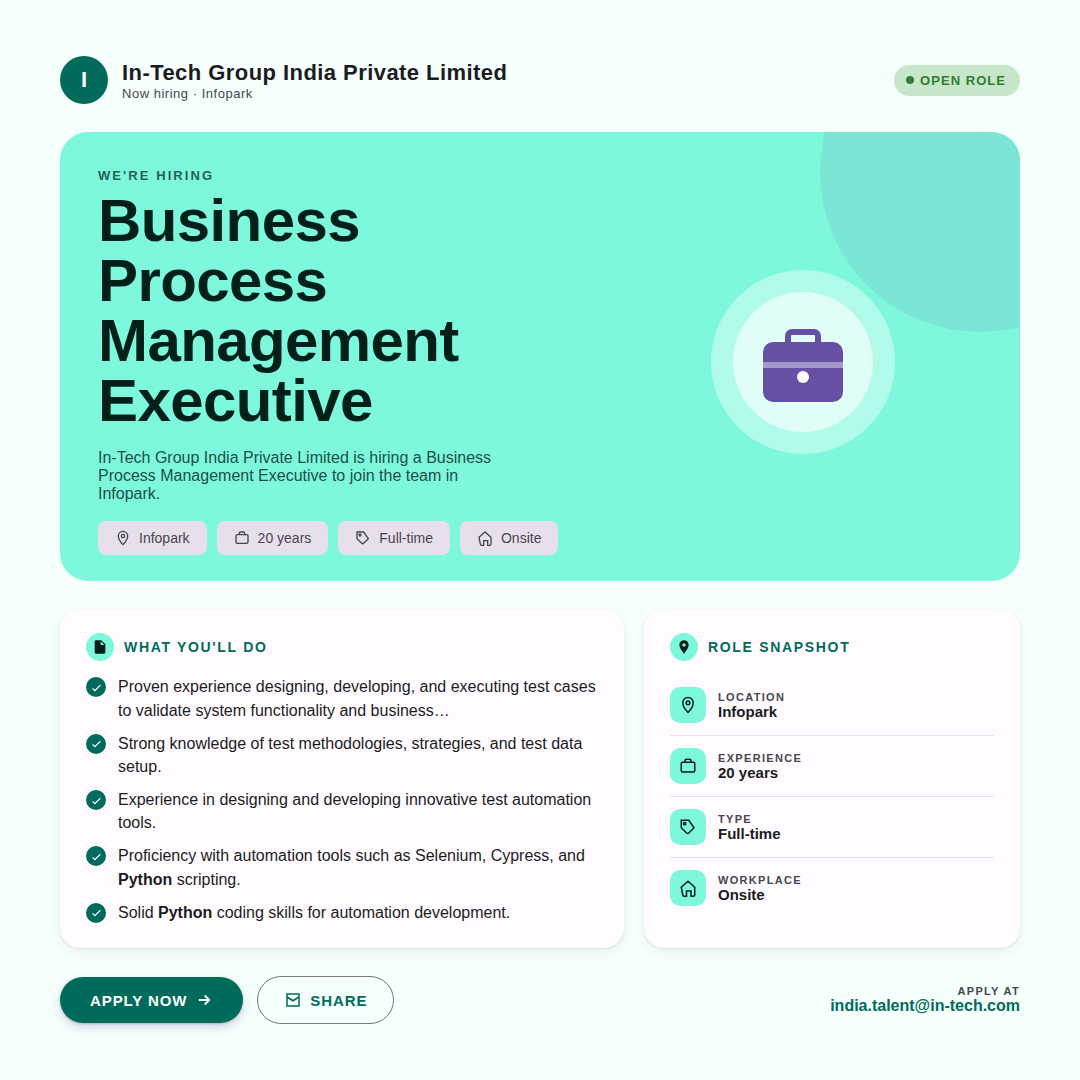 I
In-Tech Group India Private Limited
Now hiring · Infopark
OPEN ROLE
WE'RE HIRING
Business
Process
Management
Executive
In-Tech Group India Private Limited is hiring a Business
Process Management Executive to join the team in
Infopark.
Infopark
20 years
Full-time
Onsite
WHAT YOU'LL DO
Proven experience designing, developing, and executing test cases
to validate system functionality and business…
Strong knowledge of test methodologies, strategies, and test data
setup.
Experience in designing and developing innovative test automation
tools.
Proficiency with automation tools such as Selenium, Cypress, and
Python scripting.
Solid Python coding skills for automation development.
ROLE SNAPSHOT
LOCATION
Infopark
EXPERIENCE
20 years
TYPE
Full-time
WORKPLACE
Onsite
APPLY NOW
SHARE
APPLY AT
india.talent@in-tech.com